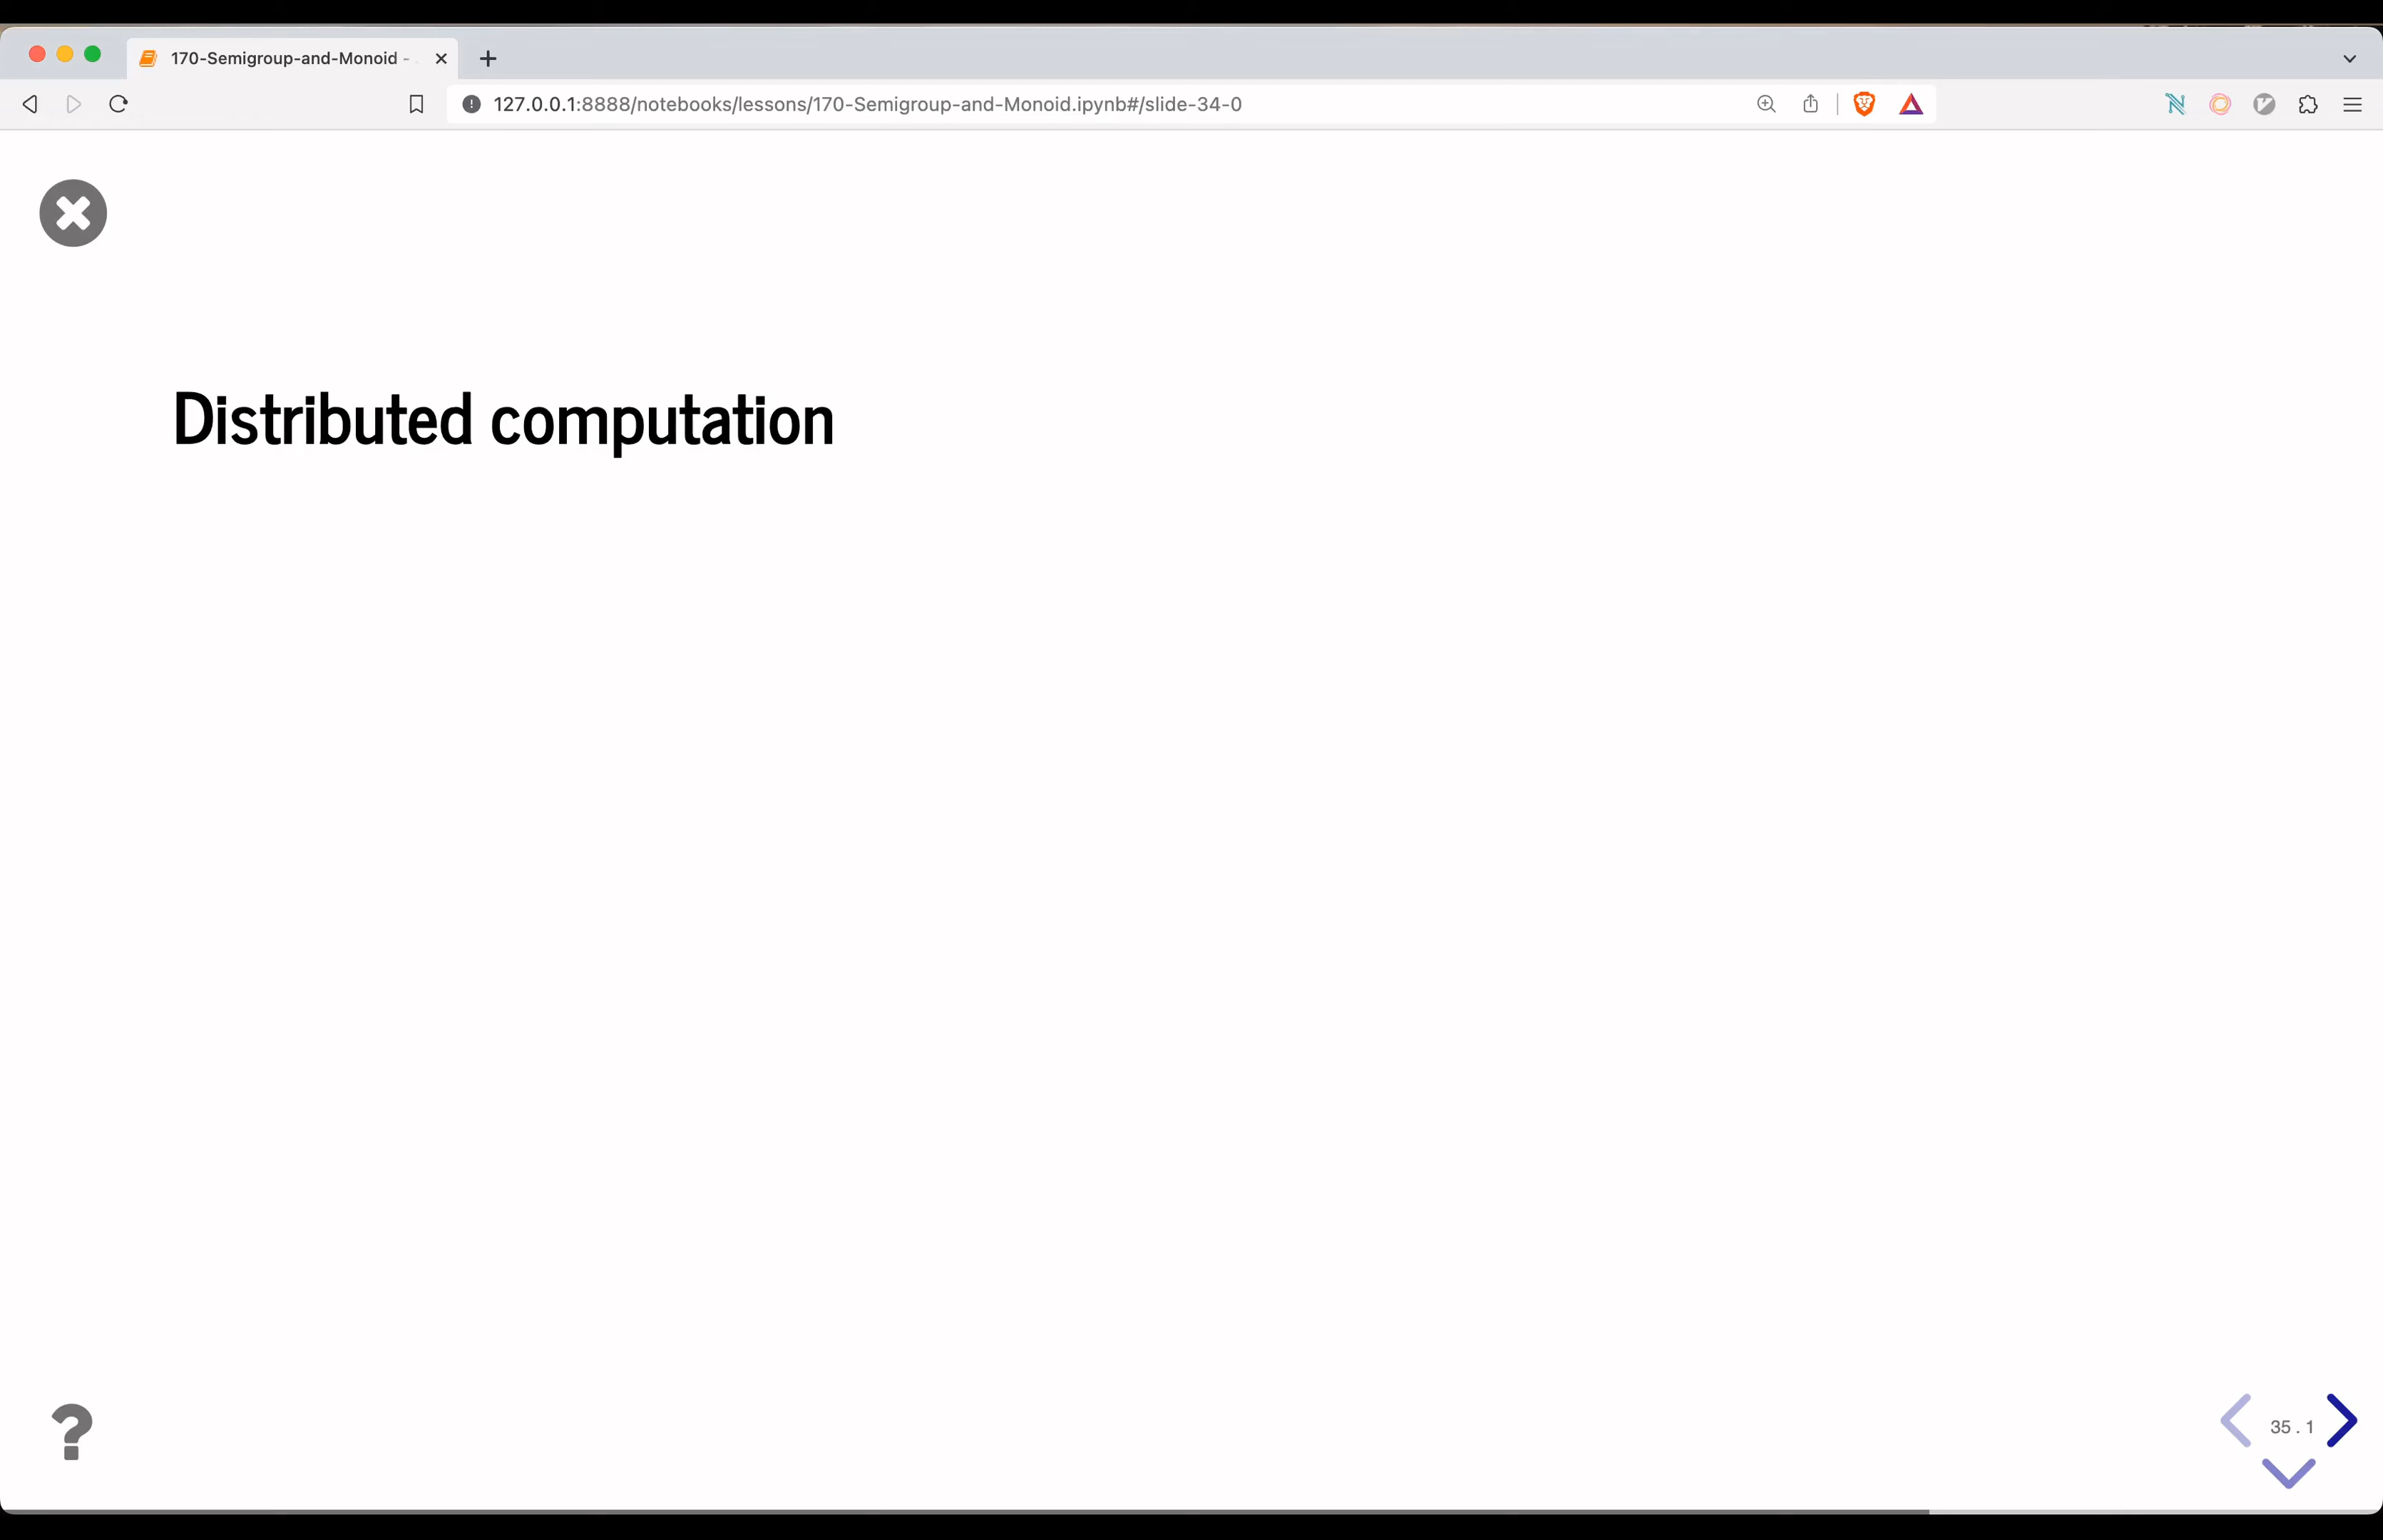 170-Semigroup-and-Monoid -
127.0.0.1:8888/notebooks/lessons/170-Semigroup-and-Monoid.ipynb#/slide-34-0
Distributed computation
?
35 . 1